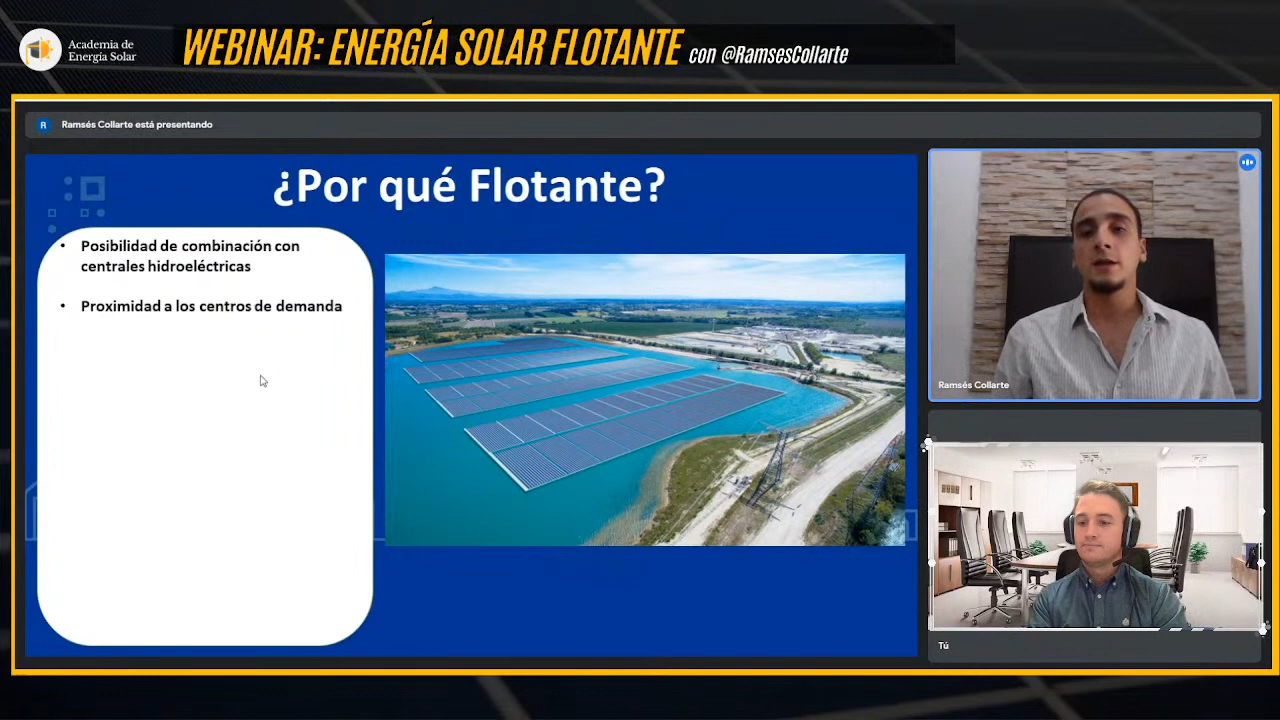 Academia de
Energía Solar
WEBINAR: ENERGÍA SOLAR FLOTANTE con @RamsesCollarte
R
Ramsés Collarte está presentando
¿Por qué Flotante?
• Posibilidad de combinación con
centrales hidroeléctricas
• Proximidad a los centros de demanda
Ramsés Collarte
Tú